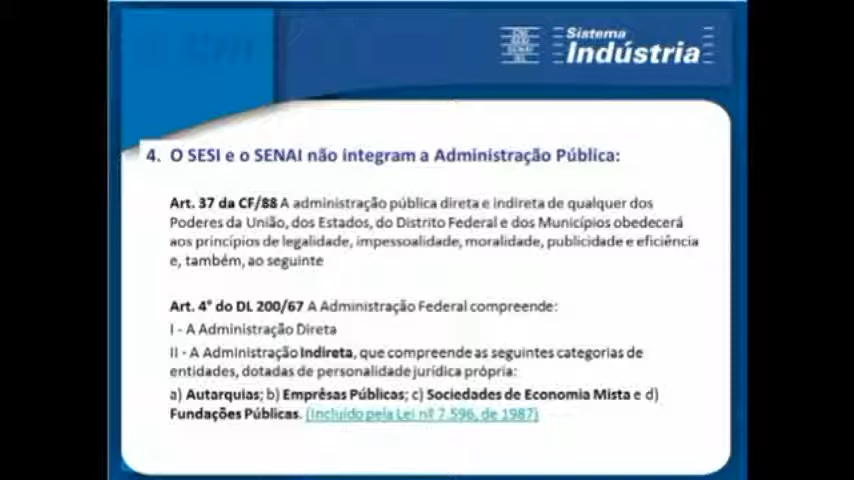 Sistema
Indústria
4. O SESI e o SENAI não integram a Administração Pública:
Art. 37 da CF/88 A administração pública direta e indireta de qualquer dos
Poderes da União, dos Estados, do Distrito Federal e dos Municípios obedecerá
aos princípios de legalidade, impessoalidade, moralidade, publicidade e eficiência
e, também, ao seguinte
Art. 4° do DL 200/67 A Administração Federal compreende:
I - A Administração Direta
II - A Administração Indireta, que compreende as seguintes categorias de
entidades, dotadas de personalidade jurídica própria:
a) Autarquias; b) Emprêsas Públicas; c) Sociedades de Economia Mista e d)
Fundações Públicas. (Incluído pela Lei nº 7.596, de 1987)